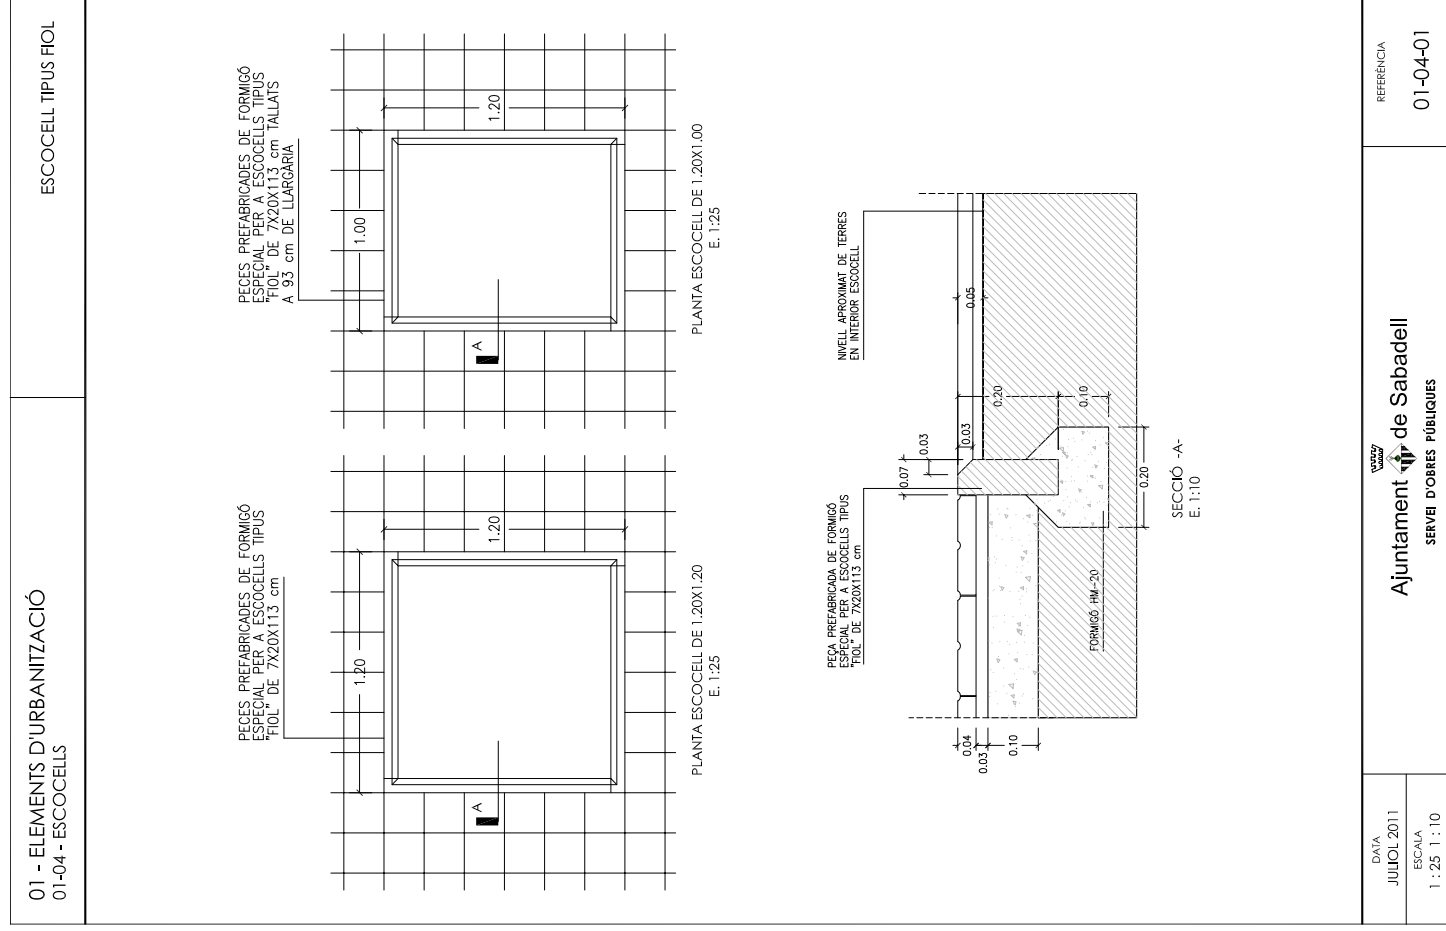 01 - ELEMENTS D'URBANITZACIÓ
01-04 - ESCOCELLS
ESCOCELL TIPUS FIOL
PECES PREFABRICADES DE FORMIGÓ
ESPECIAL PER A ESCOCELLS TIPUS
"FIOL" DE 7X20X113 cm
1.20
1.20
A
PLANTA ESCOCELL DE 1.20X1.20
E. 1:25
PECES PREFABRICADES DE FORMIGÓ
ESPECIAL PER A ESCOCELLS TIPUS
"FIOL" DE 7X20X113 cm TALLATS
A 93 cm DE LLARGÀRIA
1.00
1.20
A
PLANTA ESCOCELL DE 1.20X1.00
E. 1:25
PEÇA PREFABRICADA DE FORMIGÓ
ESPECIAL PER A ESCOCELLS TIPUS
"FIOL" DE 7X20X113 cm
NIVELL APROXIMAT DE TERRES
EN INTERIOR ESCOCELL
0.07
0.03
0.03
0.05
0.20
0.10
0.04
0.03
0.10
0.20
FORMIGÓ HM-20
SECCIÓ -A-
E. 1:10
DATA
JULIOL 2011
ESCALA
1 : 25 1 : 10
Ajuntament de Sabadell
SERVEI D'OBRES PÚBLIQUES
REFERÈNCIA
01-04-01